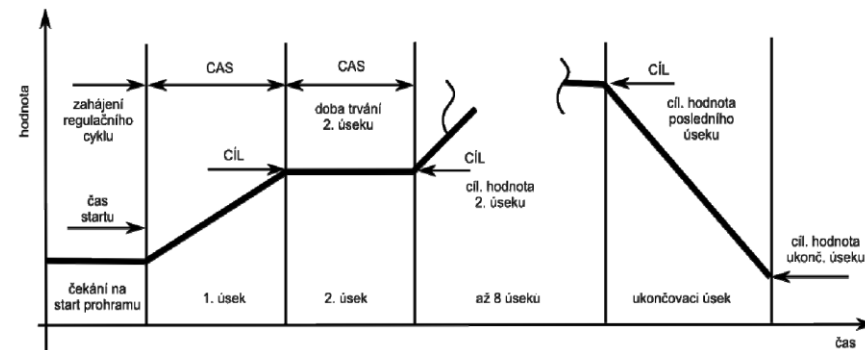 hodnota
zahájení
regulačního
cyklu
CAS
CAS
doba trvání
2. úseku
CÍL
CÍL
cíl. hodnota
2. úseku
CÍL
cíl. hodnota
posledního
úseku
čas
startu
cíl. hodnota
ukonč. úseku
čekání na
start prohramu
1. úsek
2. úsek
až 8 úseků
ukončovaci úsek
čas